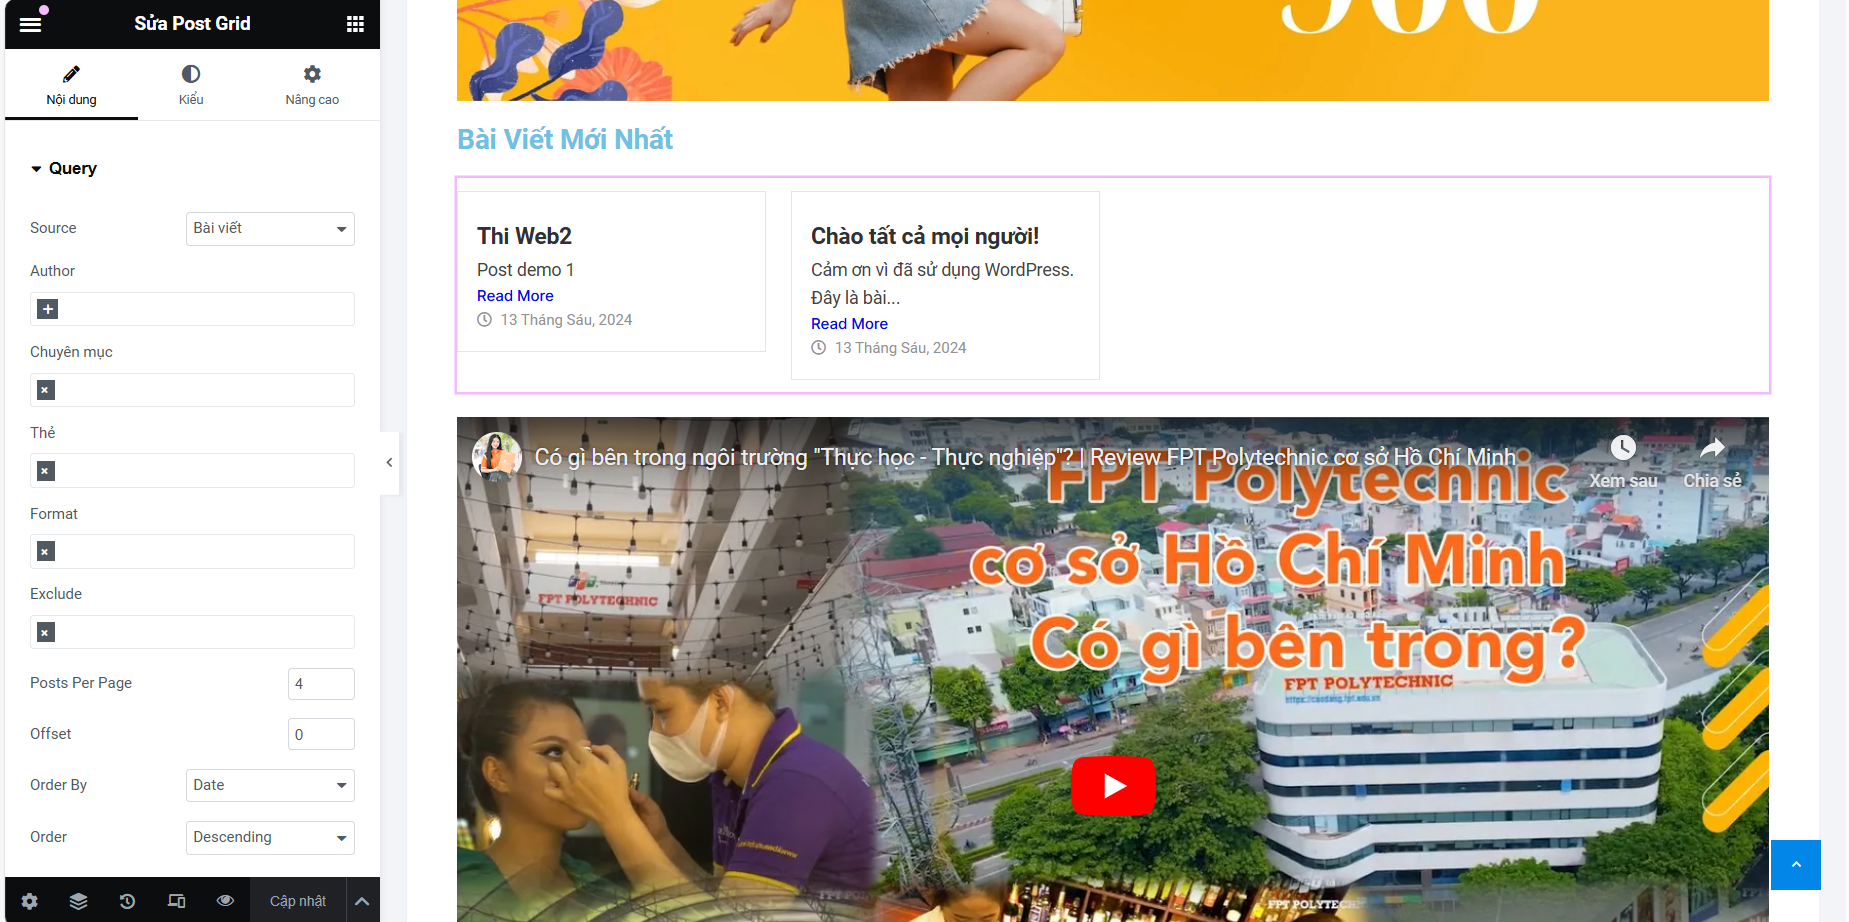 Sửa Post Grid
Nội dung
Kiểu
Nâng cao
Query
Source
Bài viết
Author
Chuyên mục
Thẻ
Format
Exclude
Posts Per Page
4
Offset
0
Order By
Date
Order
Descending
Cập nhật
Bài Viết Mới Nhất
Thi Web2
Post demo 1
Read More
13 Tháng Sáu, 2024
Chào tất cả mọi người!
Cảm ơn vì đã sử dụng WordPress.
Đây là bài...
Read More
13 Tháng Sáu, 2024
Có gì bên trong ngôi trường "Thực học - Thực nghiệp"? | Review FPT Polytechnic cơ sở Hồ Chí Minh
Xem sau
Chia sẻ
FPT Polytechnic
cơ sở Hồ Chí Minh
Có gì bên trong?
FPT POLYTECHNIC
FPT POLYTECHNIC
https://caodang.fpt.edu.vn